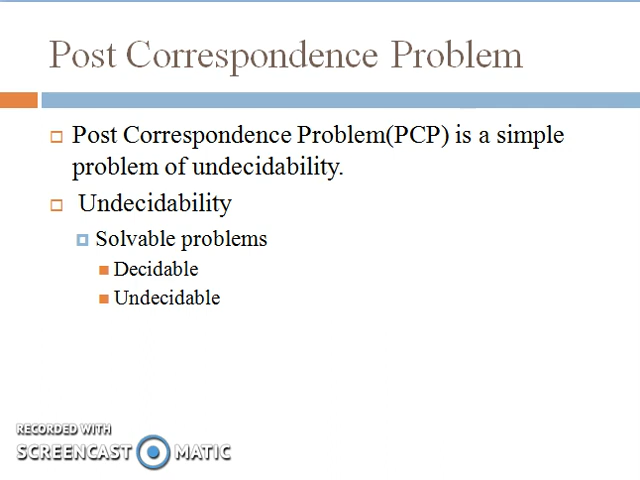 Post Correspondence Problem
Post Correspondence Problem(PCP) is a simple
problem of undecidability.
Undecidability
Solvable problems
Decidable
Undecidable
RECORDED WITH
SCREENCAST MATIC